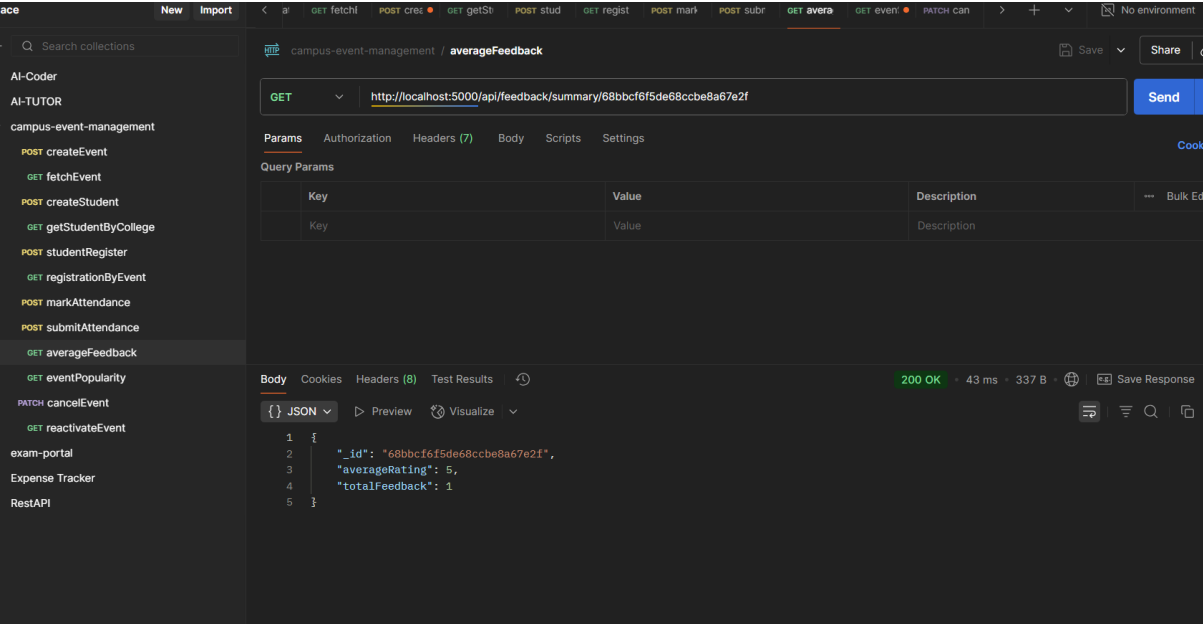 ace New Import
GET fetchI POST crea GET getSt POST stud GET regist POST mark POST subr GET avera GET event PATCH can No environment
Search collections
campus-event-management / averageFeedback Save Share
AI-Coder
AI-TUTOR
campus-event-management
POST createEvent
GET fetchEvent
POST createStudent
GET getStudentByCollege
POST studentRegister
GET registrationByEvent
POST markAttendance
POST submitAttendance
GET averageFeedback
GET eventPopularity
PATCH cancelEvent
GET reactivateEvent
exam-portal
Expense Tracker
RestAPI
GET http://localhost:5000/api/feedback/summary/68bbcf6f5de68ccbe8a67e2f Send
Params Authorization Headers (7) Body Scripts Settings
Cook
Query Params
Key Value Description Bulk Ed
Key Value Description
Body Cookies Headers (8) Test Results 200 OK 43 ms 337 B e.g. Save Response
{} JSON Preview Visualize
1 {
2 "_id": "68bbcf6f5de68ccbe8a67e2f",
3 "averageRating": 5,
4 "totalFeedback": 1
5 }